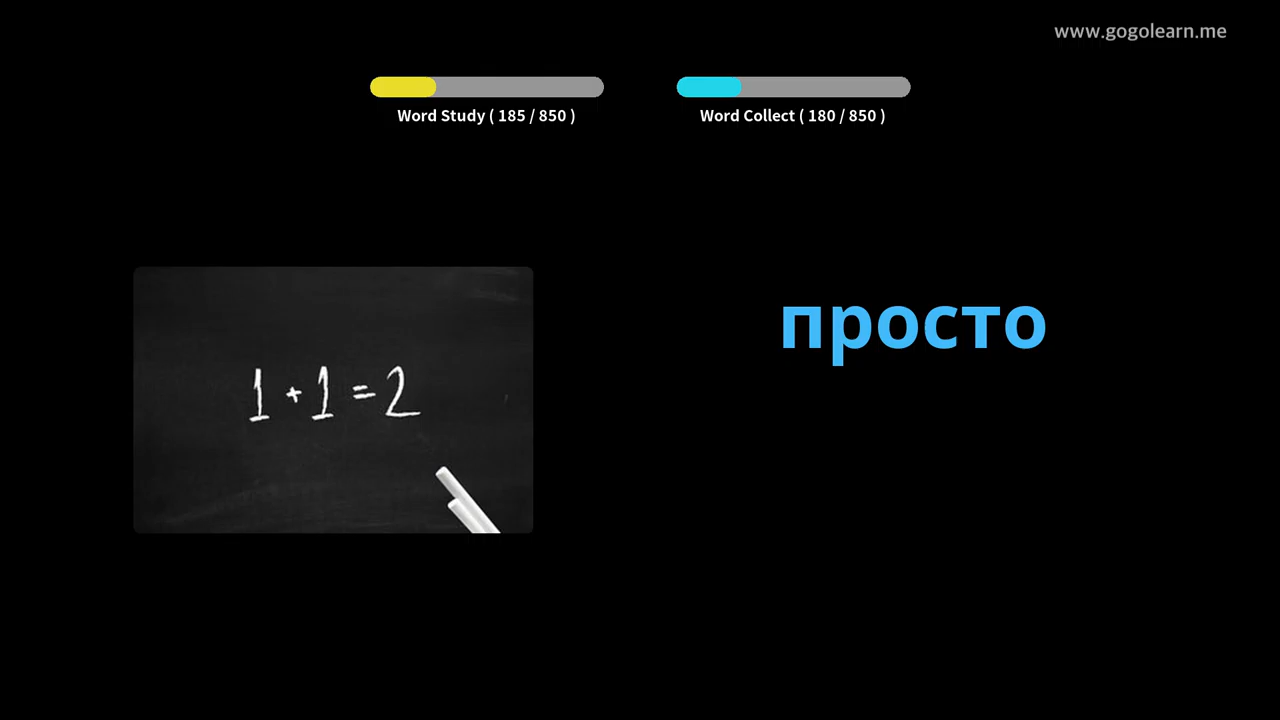 www.gogolearn.me
Word Study ( 185 / 850 )
Word Collect ( 180 / 850 )
просто
1 + 1 = 2